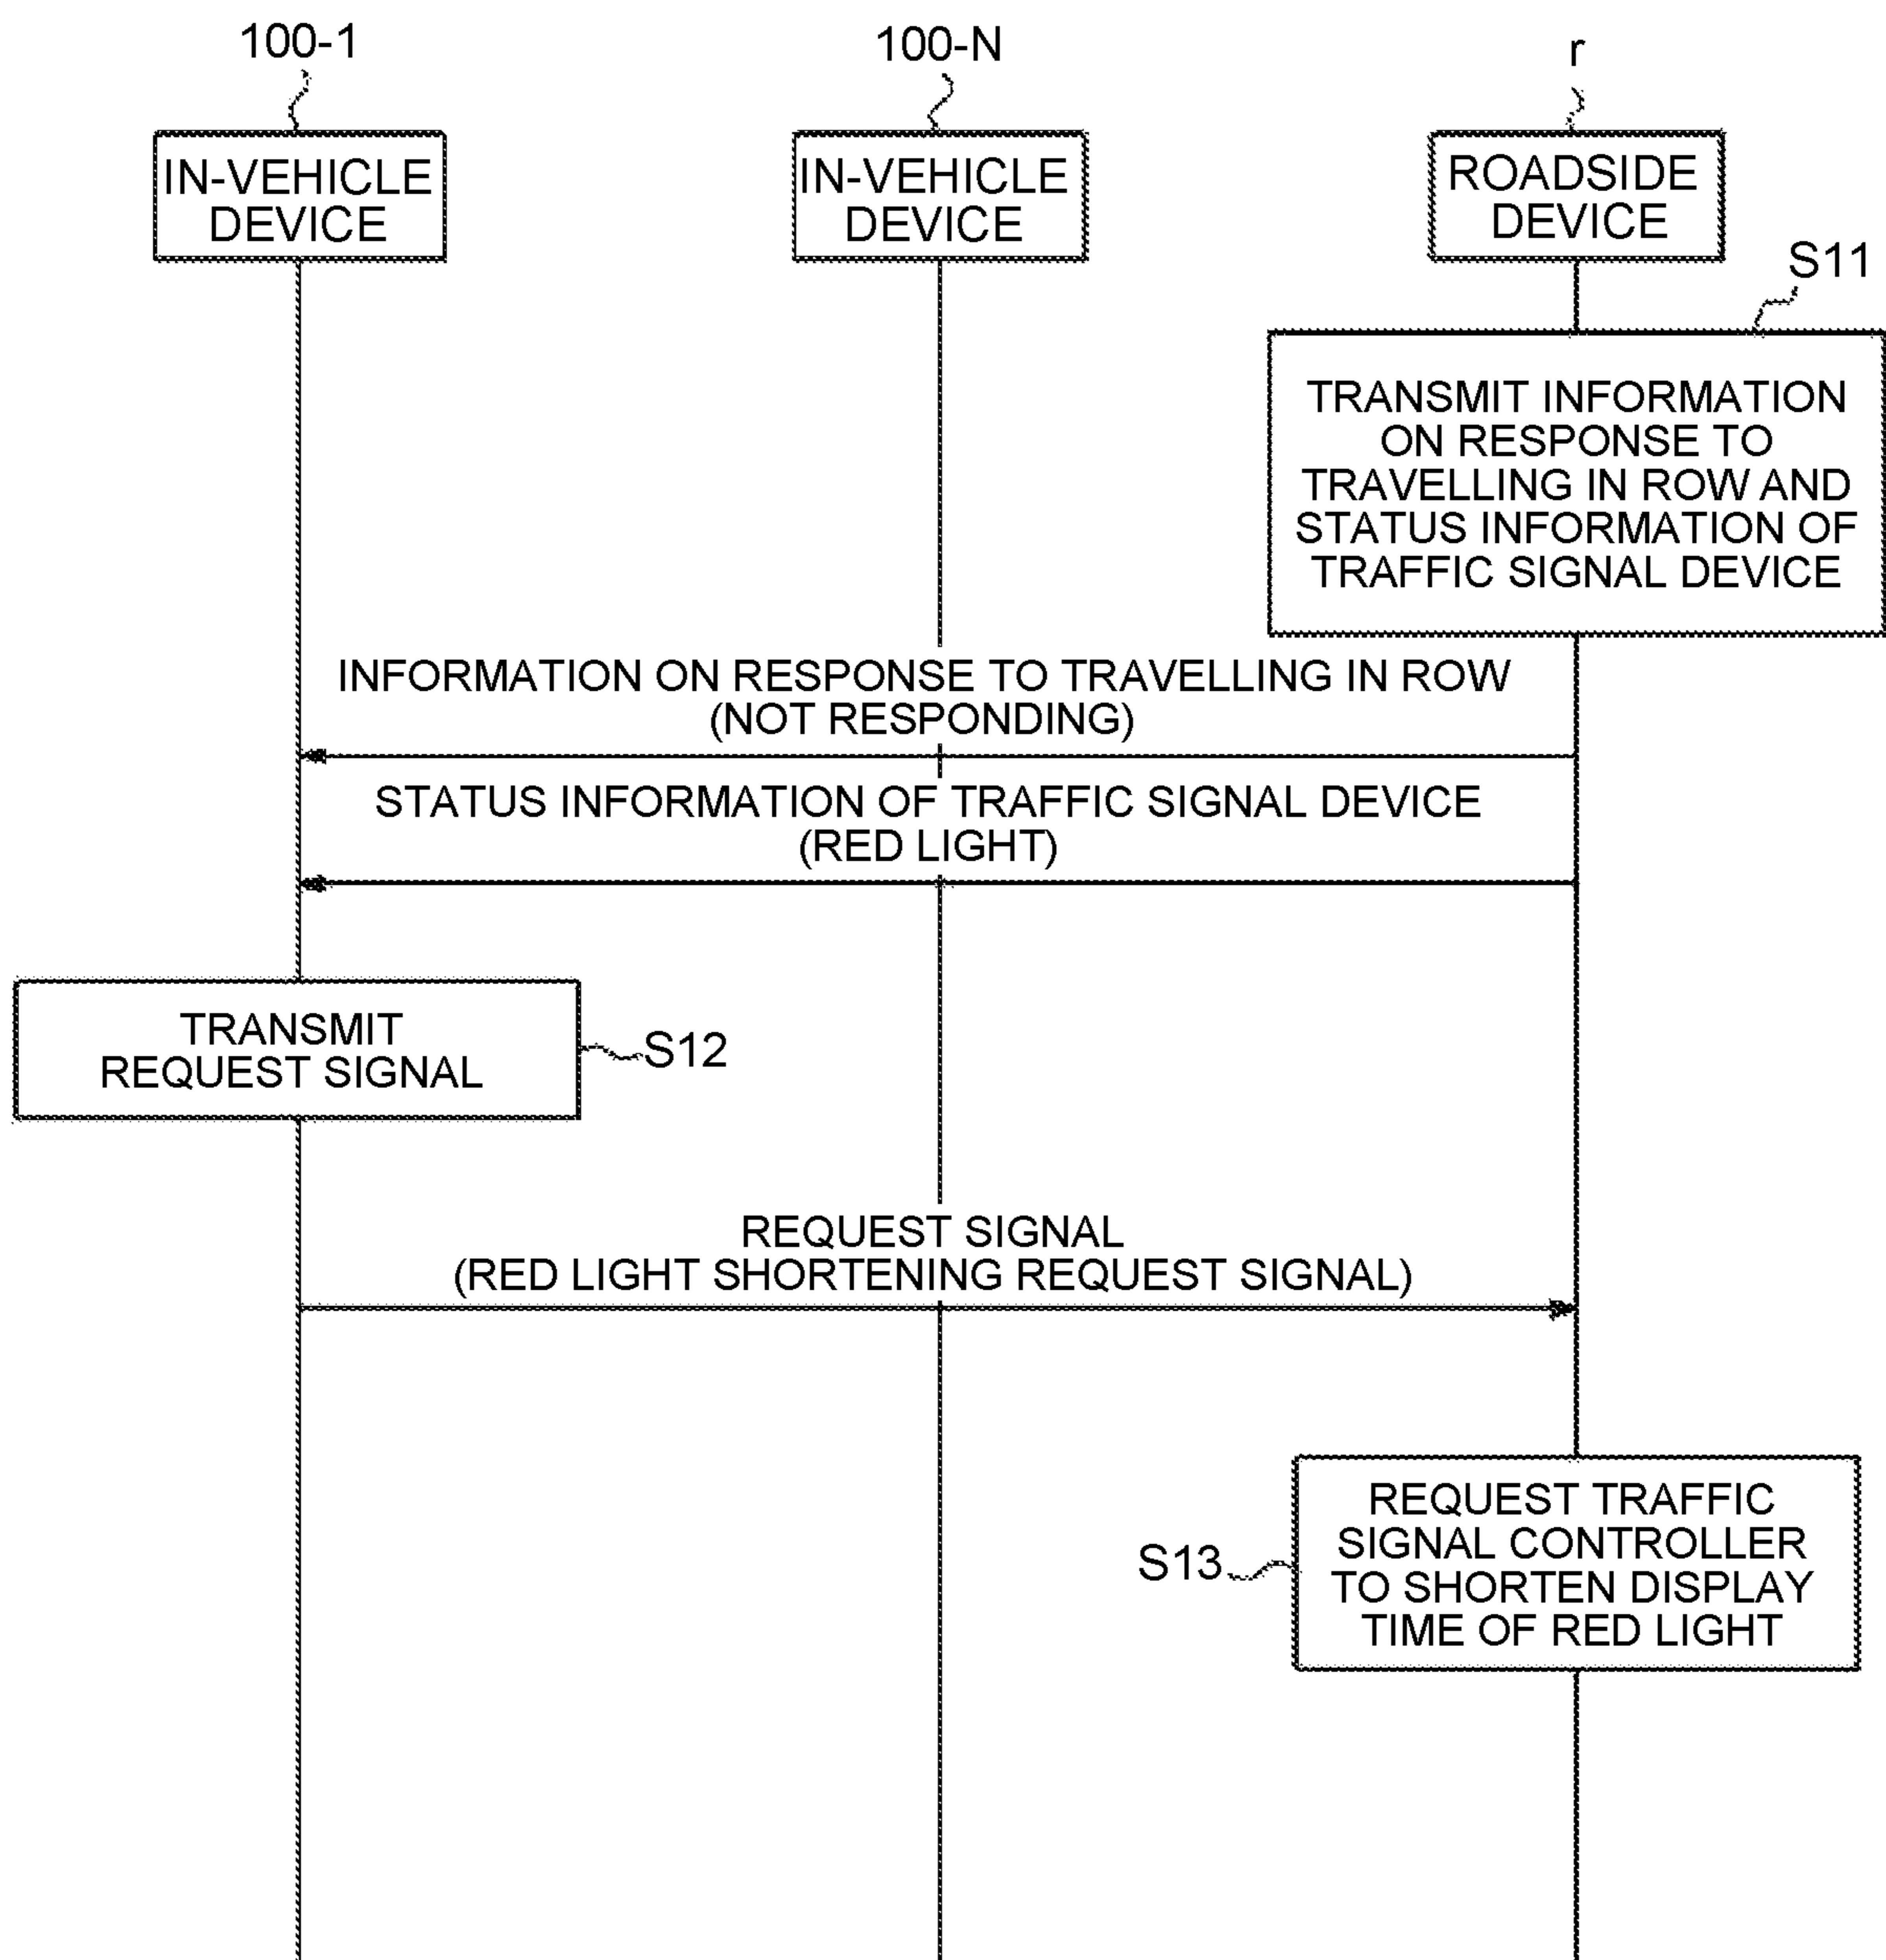 100-1
100-N
r
IN-VEHICLE
DEVICE
IN-VEHICLE
DEVICE
ROADSIDE
DEVICE
S11
TRANSMIT INFORMATION
ON RESPONSE TO
TRAVELLING IN ROW AND
STATUS INFORMATION OF
TRAFFIC SIGNAL DEVICE
INFORMATION ON RESPONSE TO TRAVELLING IN ROW
(NOT RESPONDING)
STATUS INFORMATION OF TRAFFIC SIGNAL DEVICE
(RED LIGHT)
TRANSMIT
REQUEST SIGNAL
S12
REQUEST SIGNAL
(RED LIGHT SHORTENING REQUEST SIGNAL)
S13
REQUEST TRAFFIC
SIGNAL CONTROLLER
TO SHORTEN DISPLAY
TIME OF RED LIGHT